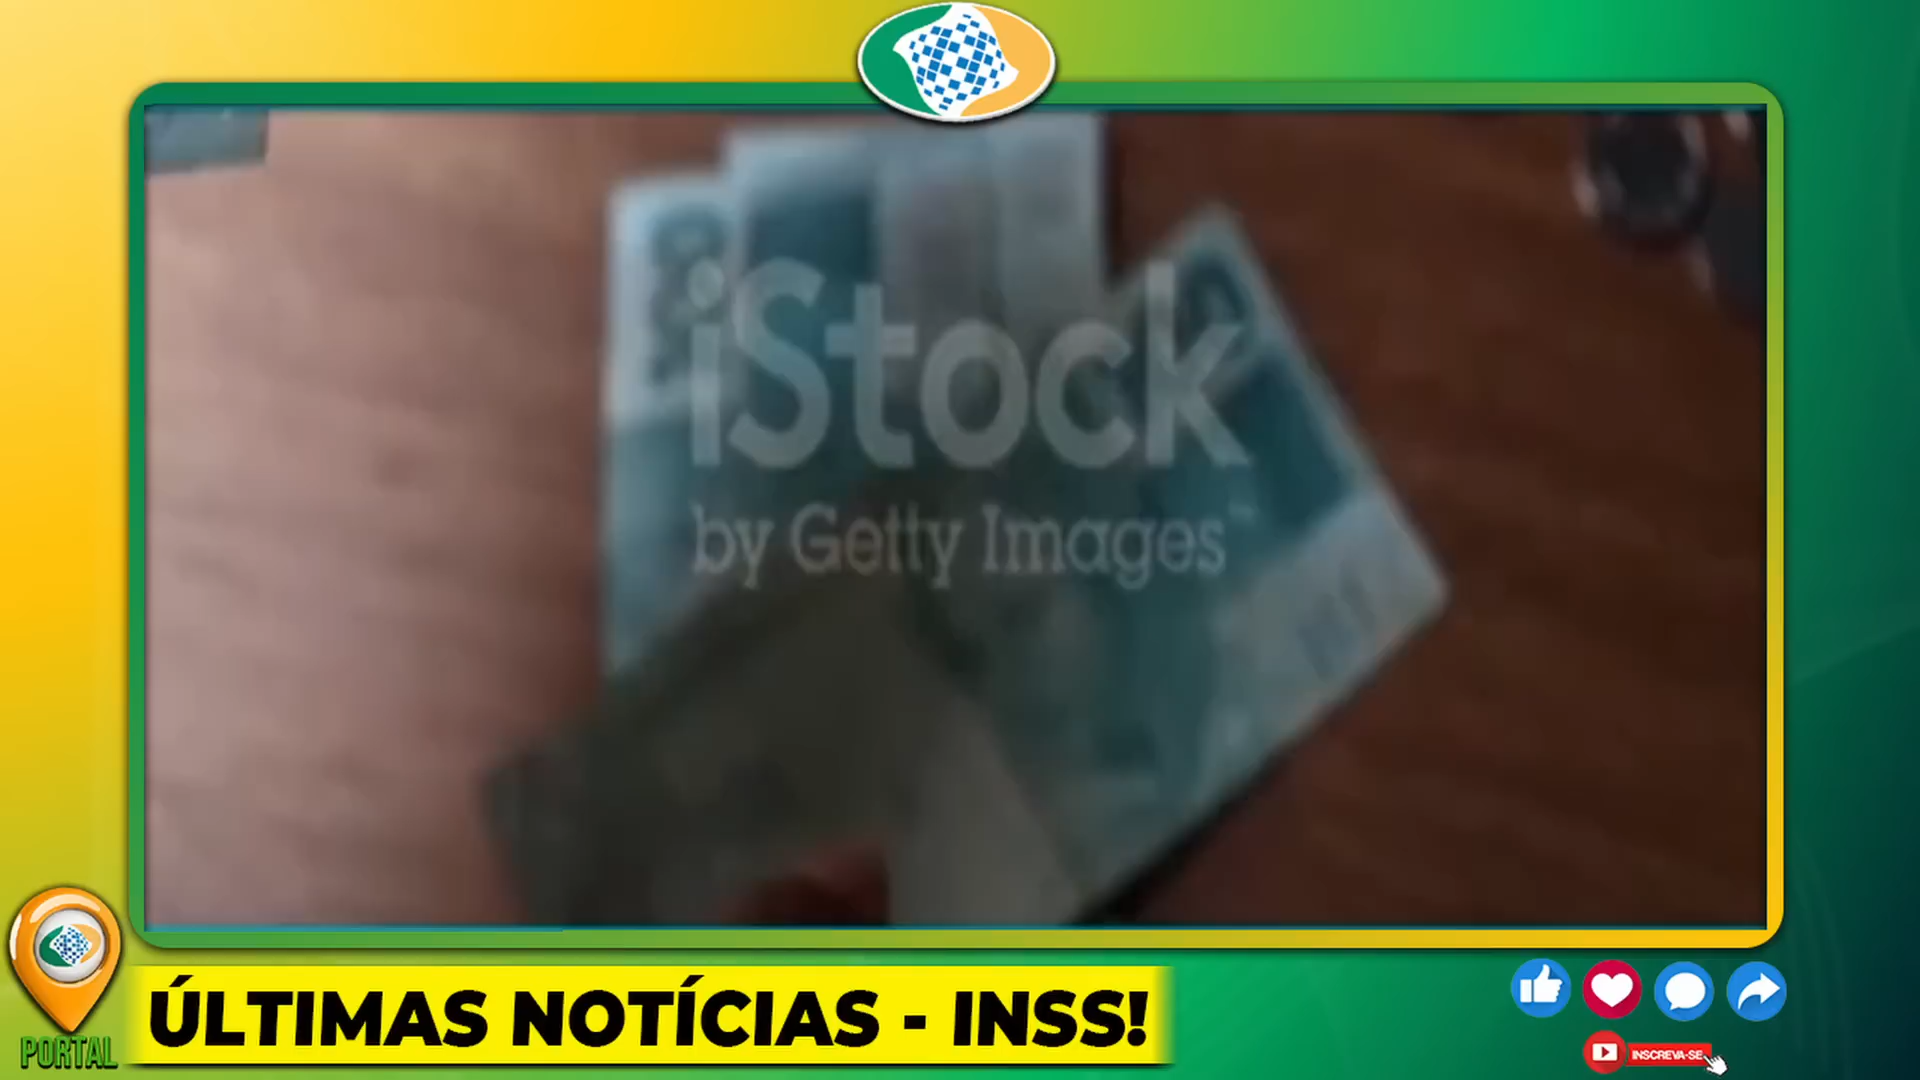 iStock
by Getty Images
ÚLTIMAS NOTÍCIAS - INSS!
PORTAL
INSCREVA-SE